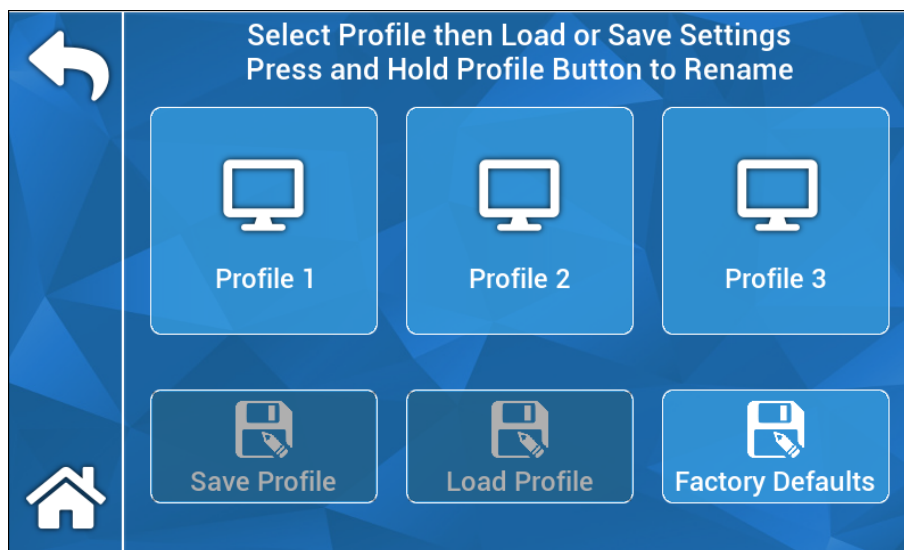 Select Profile then Load or Save Settings
Press and Hold Profile Button to Rename
Profile 1
Profile 2
Profile 3
Save Profile
Load Profile
Factory Defaults